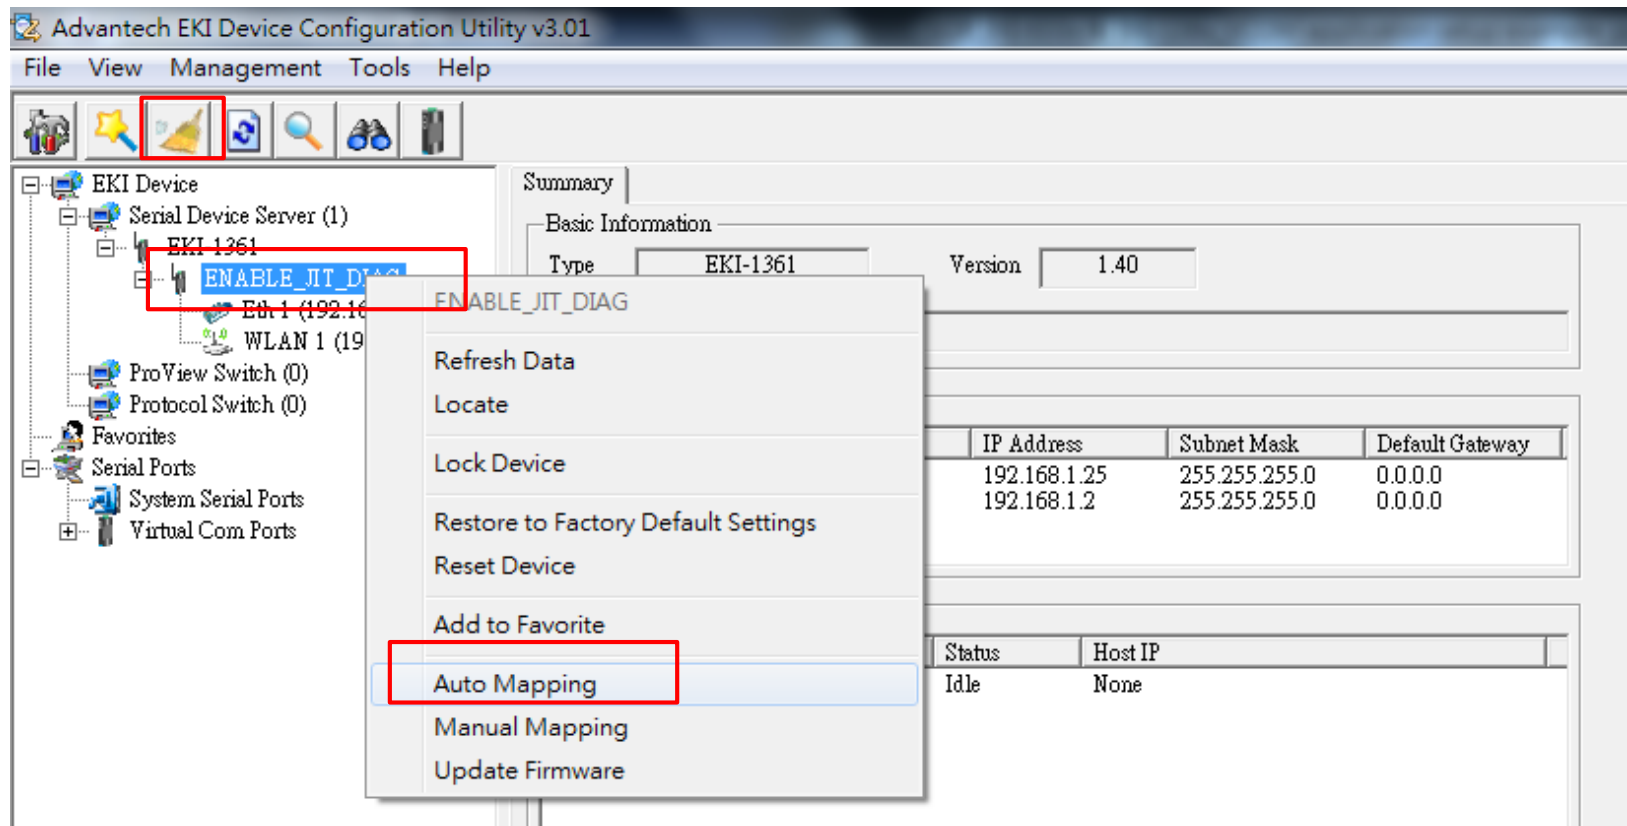 Advantech EKI Device Configuration Utility v3.01
File View Management Tools Help
EKI Device
Serial Device Server (1)
EKI-1361
ENABLE_JIT_DIAG
Eth 1 (192.16
WLAN 1 (19
ProView Switch (0)
Protocol Switch (0)
Favorites
Serial Ports
System Serial Ports
Virtual Com Ports
Summary
Basic Information
Type EKI-1361 Version 1.40
IP Address Subnet Mask Default Gateway
192.168.1.25 255.255.255.0 0.0.0.0
192.168.1.2 255.255.255.0 0.0.0.0
Status Host IP
Idle None
ENABLE_JIT_DIAG
Refresh Data
Locate
Lock Device
Restore to Factory Default Settings
Reset Device
Add to Favorite
Auto Mapping
Manual Mapping
Update Firmware